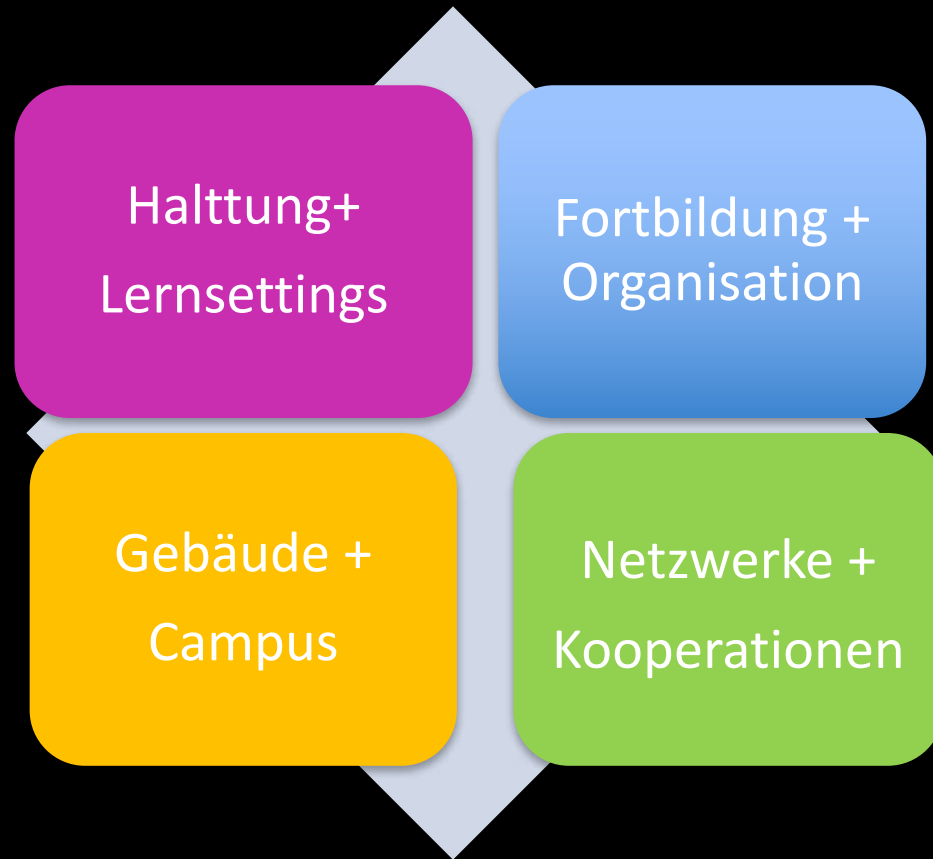 Halttung+
Lernsettings
Fortbildung +
Organisation
Gebäude +
Campus
Netzwerke +
Kooperationen